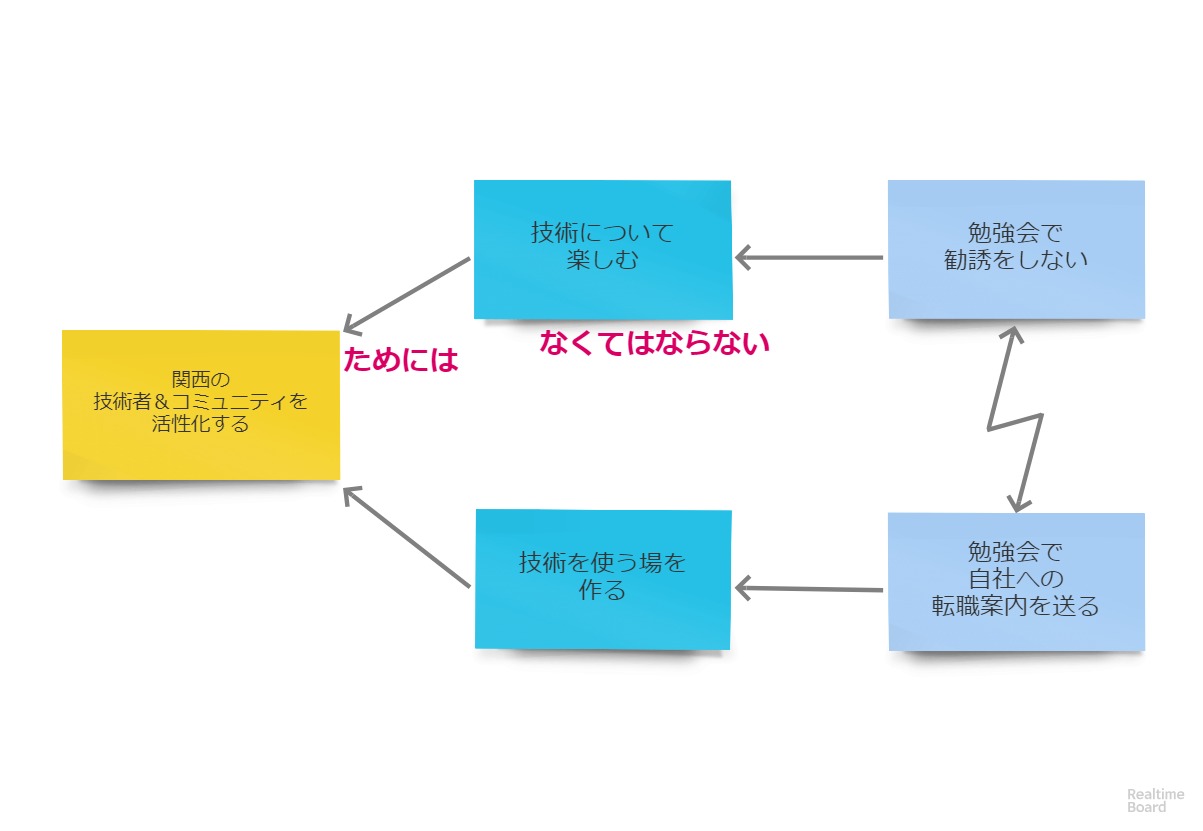 技術について
楽しむ
勉強会で
勧誘をしない
なくてはならない
ためには
関西の
技術者&コミュニティを
活性化する
技術を使う場を
作る
勉強会で
自社への
転職案内を送る
Realtime
Board